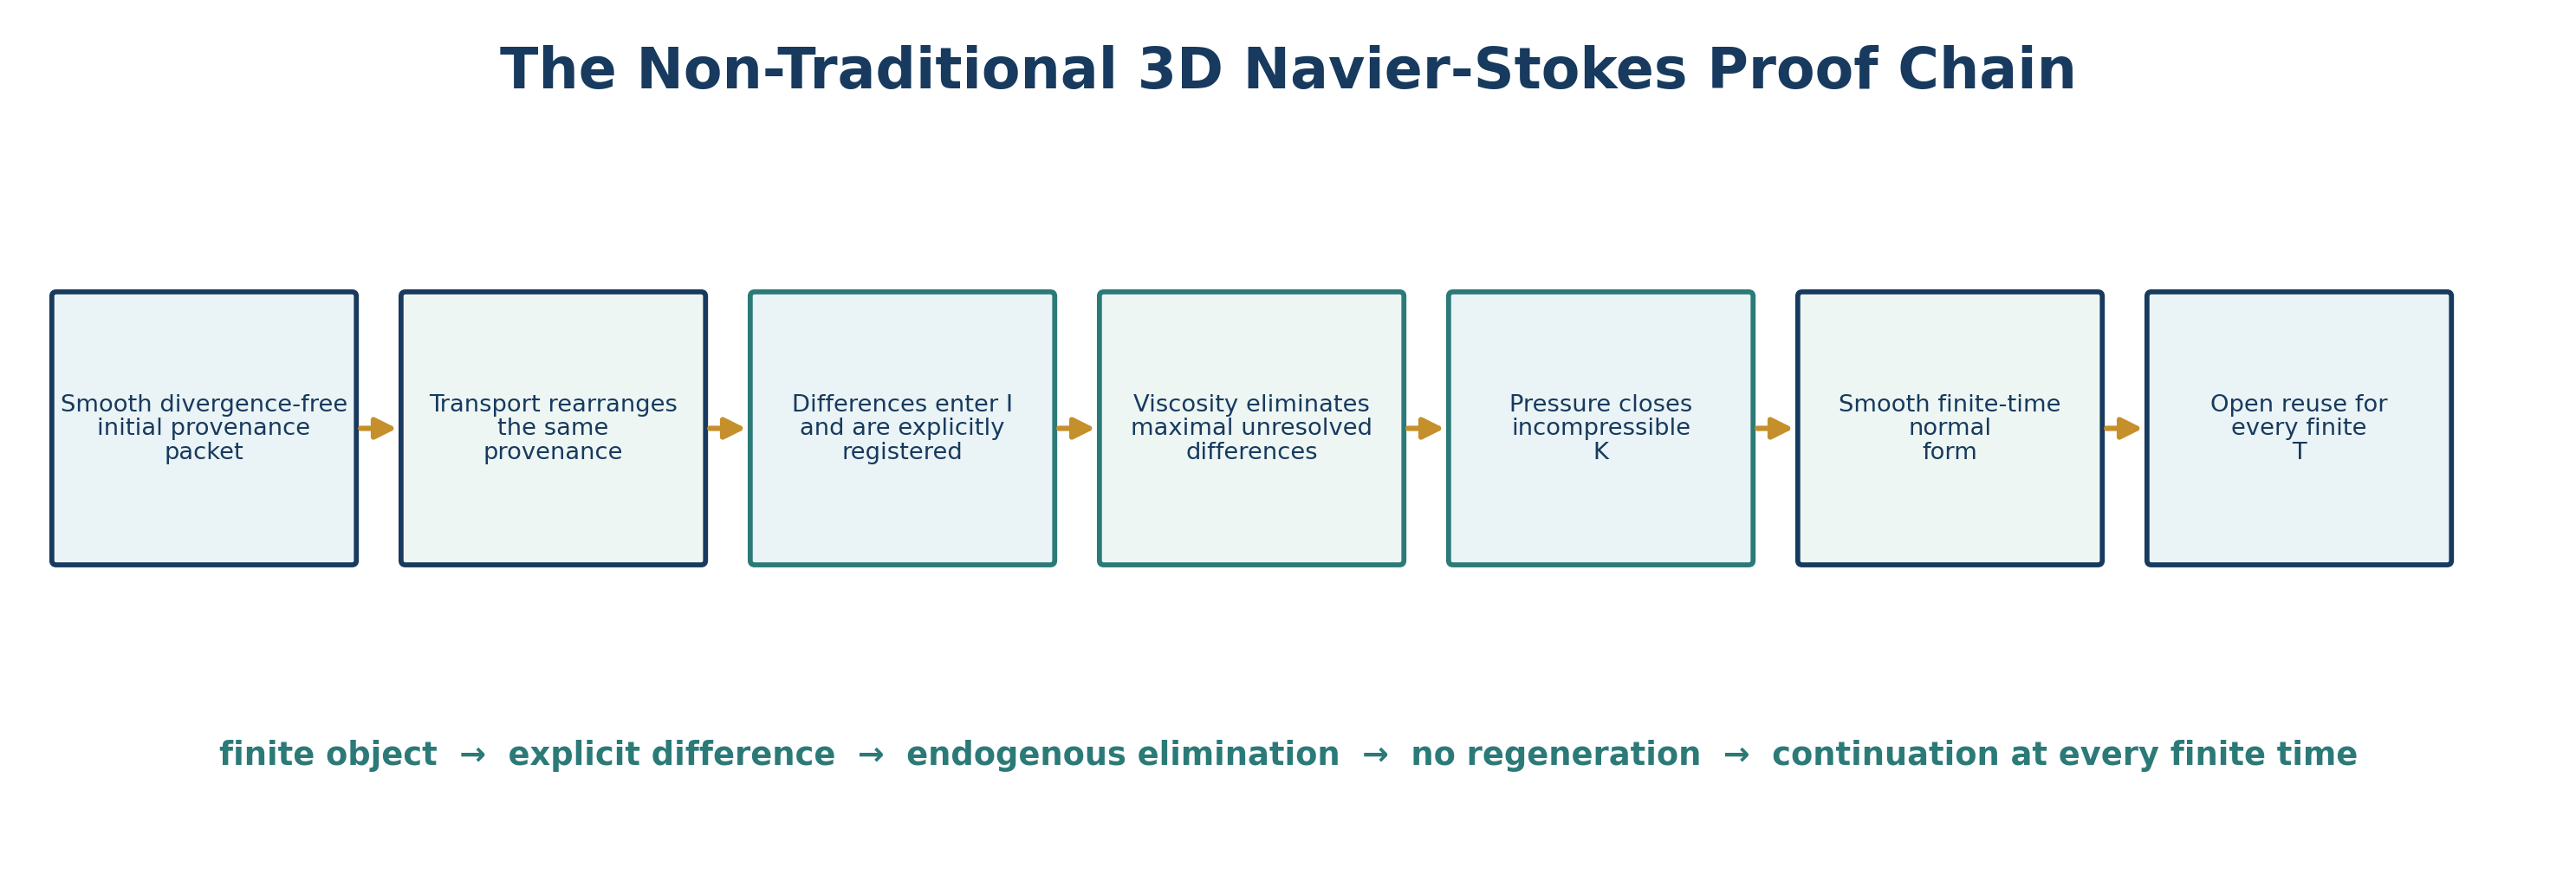 The Non-Traditional 3D Navier-Stokes Proof Chain
Smooth divergence-free
initial provenance
packet
Transport rearranges
the same
provenance
Differences enter I
and are explicitly
registered
Viscosity eliminates
maximal unresolved
differences
Pressure closes
incompressible
K
Smooth finite-time
normal
form
Open reuse for
every finite
T
finite object → explicit difference → endogenous elimination → no regeneration → continuation at every finite time